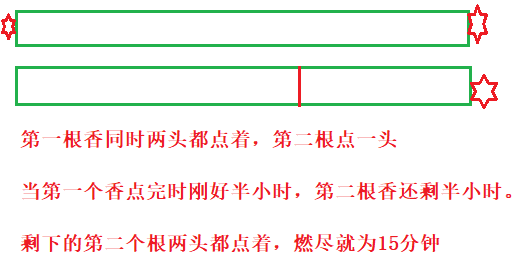 第一根香同时两头都点着，第二根点一头
当第一个香点完时刚好半小时，第二根香还剩半小时。
剩下的第二个根两头都点着，燃尽就为15分钟